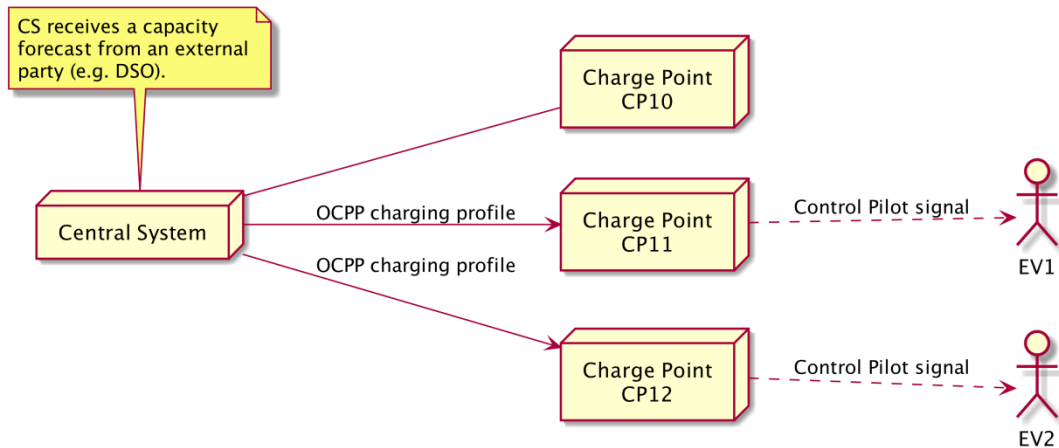 CS receives a capacity
forecast from an external
party (e.g. DSO).
Charge Point
CP10
Central System
OCPP charging profile
Charge Point
CP11
Control Pilot signal
EV1
OCPP charging profile
Charge Point
CP12
Control Pilot signal
EV2